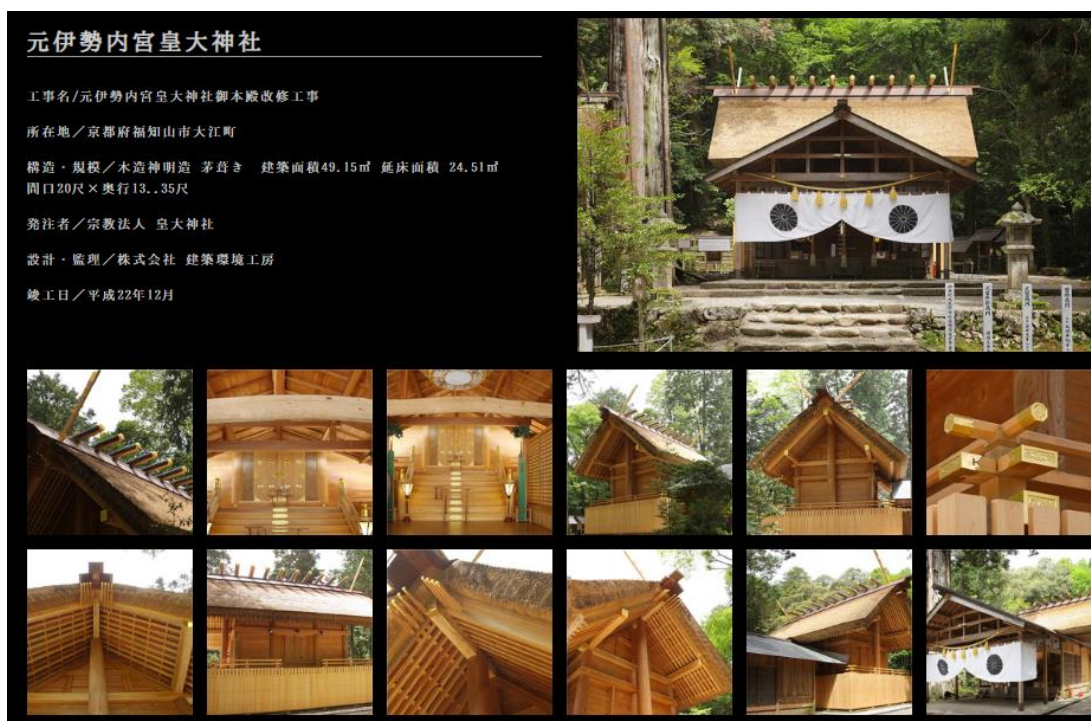 元伊勢内宮皇大神社
工事名/元伊勢内宮皇大神社御本殿改修工事
所在地／京都府福知山市大江町
構造・規模／木造神明造 茅葺き　建築面積49.15㎡ 延床面積 24.51㎡
間口20尺×奥行13..35尺
発注者／宗教法人 皇大神社
設計・監理／株式会社 建築環境工房
竣工日／平成22年12月